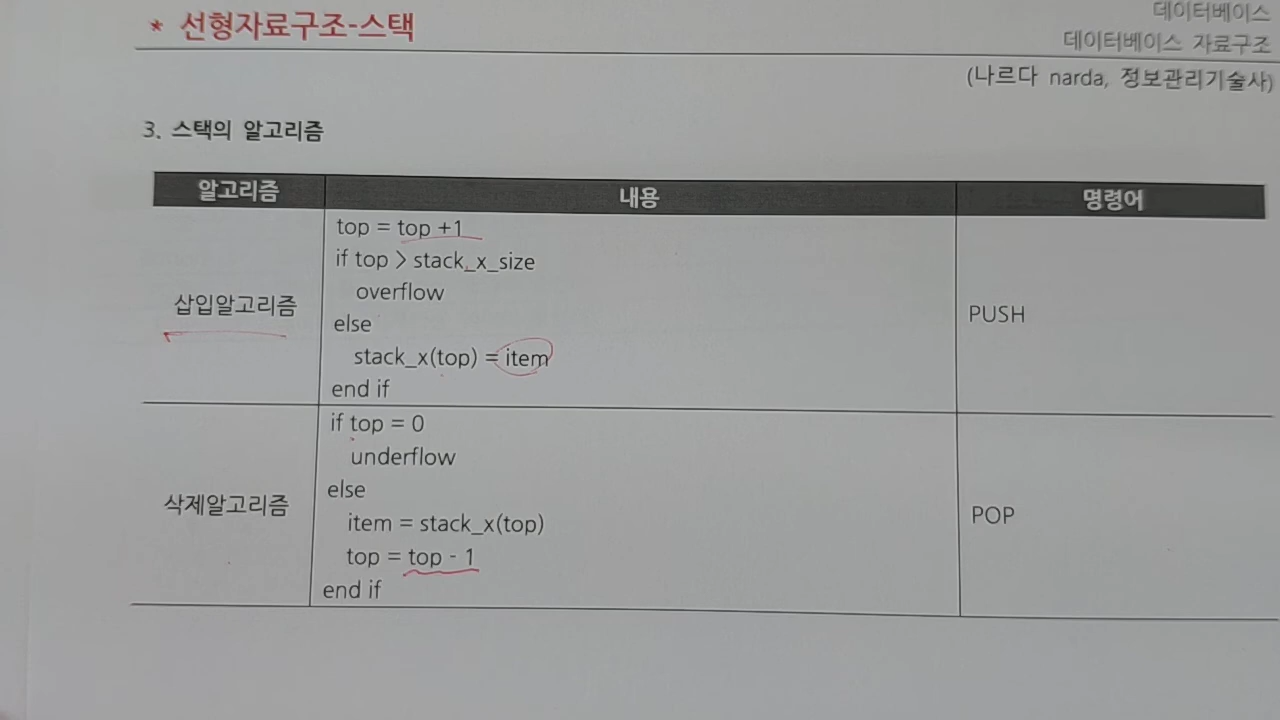 * 선형자료구조-스택
데이터베이스
데이터베이스 자료구조
(나르다 narda, 정보관리기술사)
3. 스택의 알고리즘
알고리즘 내용 명령어
삽입알고리즘
top = top +1
if top > stack_x_size
overflow
else
stack_x(top) = item
end if
PUSH
삭제알고리즘
if top = 0
underflow
else
item = stack_x(top)
top = top - 1
end if
POP